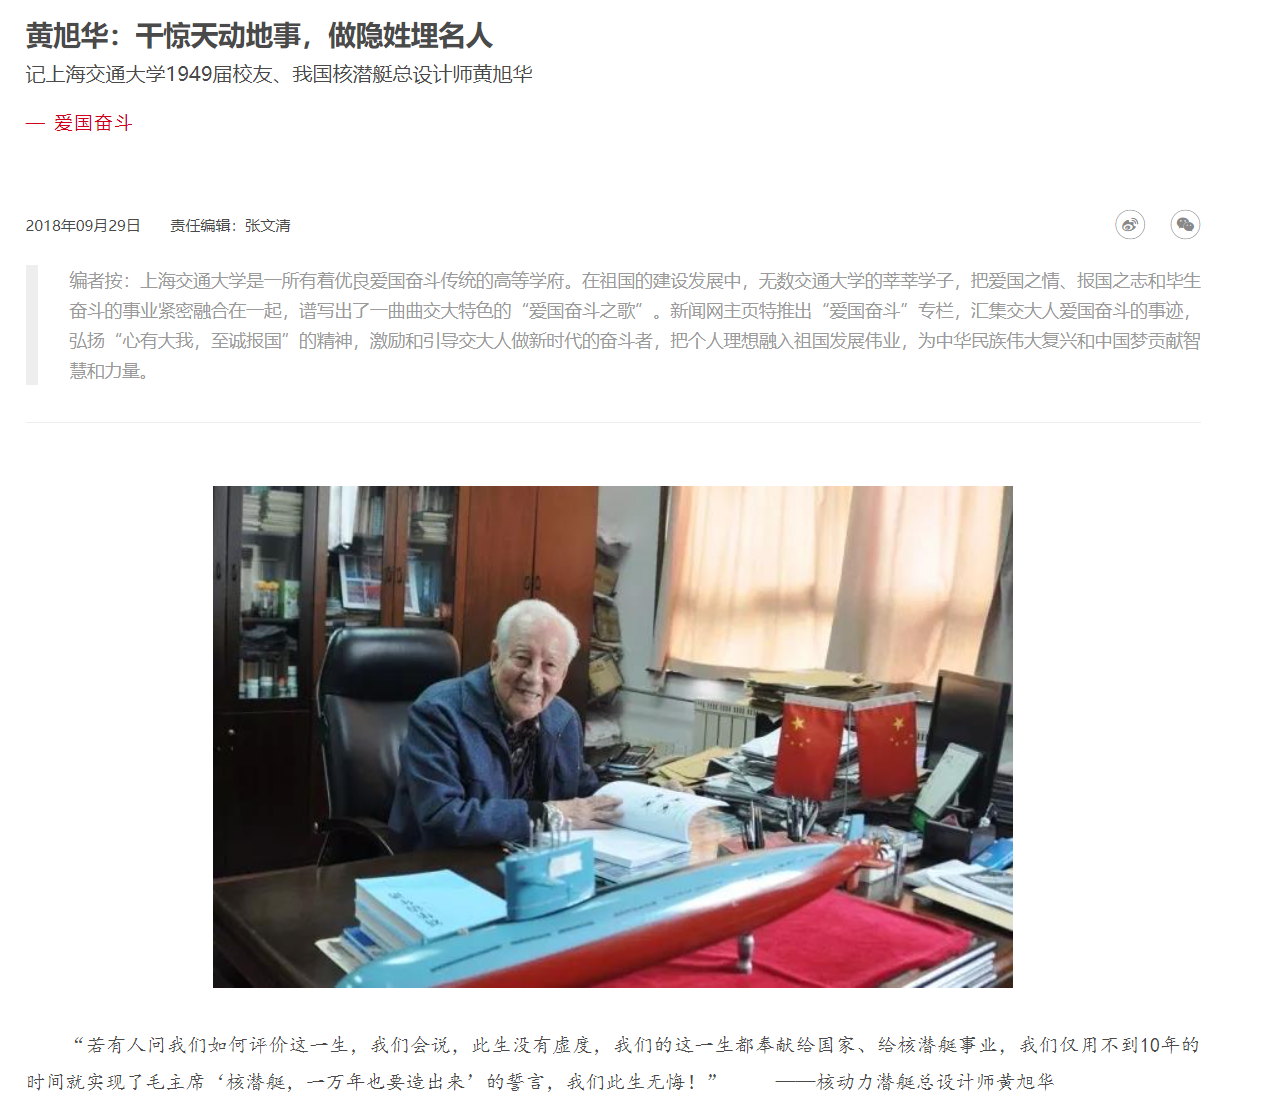 黄旭华：干惊天动地事，做隐姓埋名人
记上海交通大学1949届校友、我国核潜艇总设计师黄旭华
— 爱国奋斗
2018年09月29日 责任编辑：张文清
编者按：上海交通大学是一所有着优良爱国奋斗传统的高等学府。在祖国的建设发展中，无数交通大学的莘莘学子，把爱国之情、报国之志和毕生
奋斗的事业紧密融合在一起，谱写出了一曲曲交大特色的“爱国奋斗之歌”。新闻网主页特推出“爱国奋斗”专栏，汇集交大人爱国奋斗的事迹，
弘扬“心有大我，至诚报国”的精神，激励和引导交大人做新时代的奋斗者，把个人理想融入祖国发展伟业，为中华民族伟大复兴和中国梦贡献智
慧和力量。
“若有人问我们如何评价这一生，我们会说，此生没有虚度，我们的这一生都奉献给国家、给核潜艇事业，我们仅用不到10年的
时间就实现了毛主席‘核潜艇，一万年也要造出来’的誓言，我们此生无悔！” ——核动力潜艇总设计师黄旭华